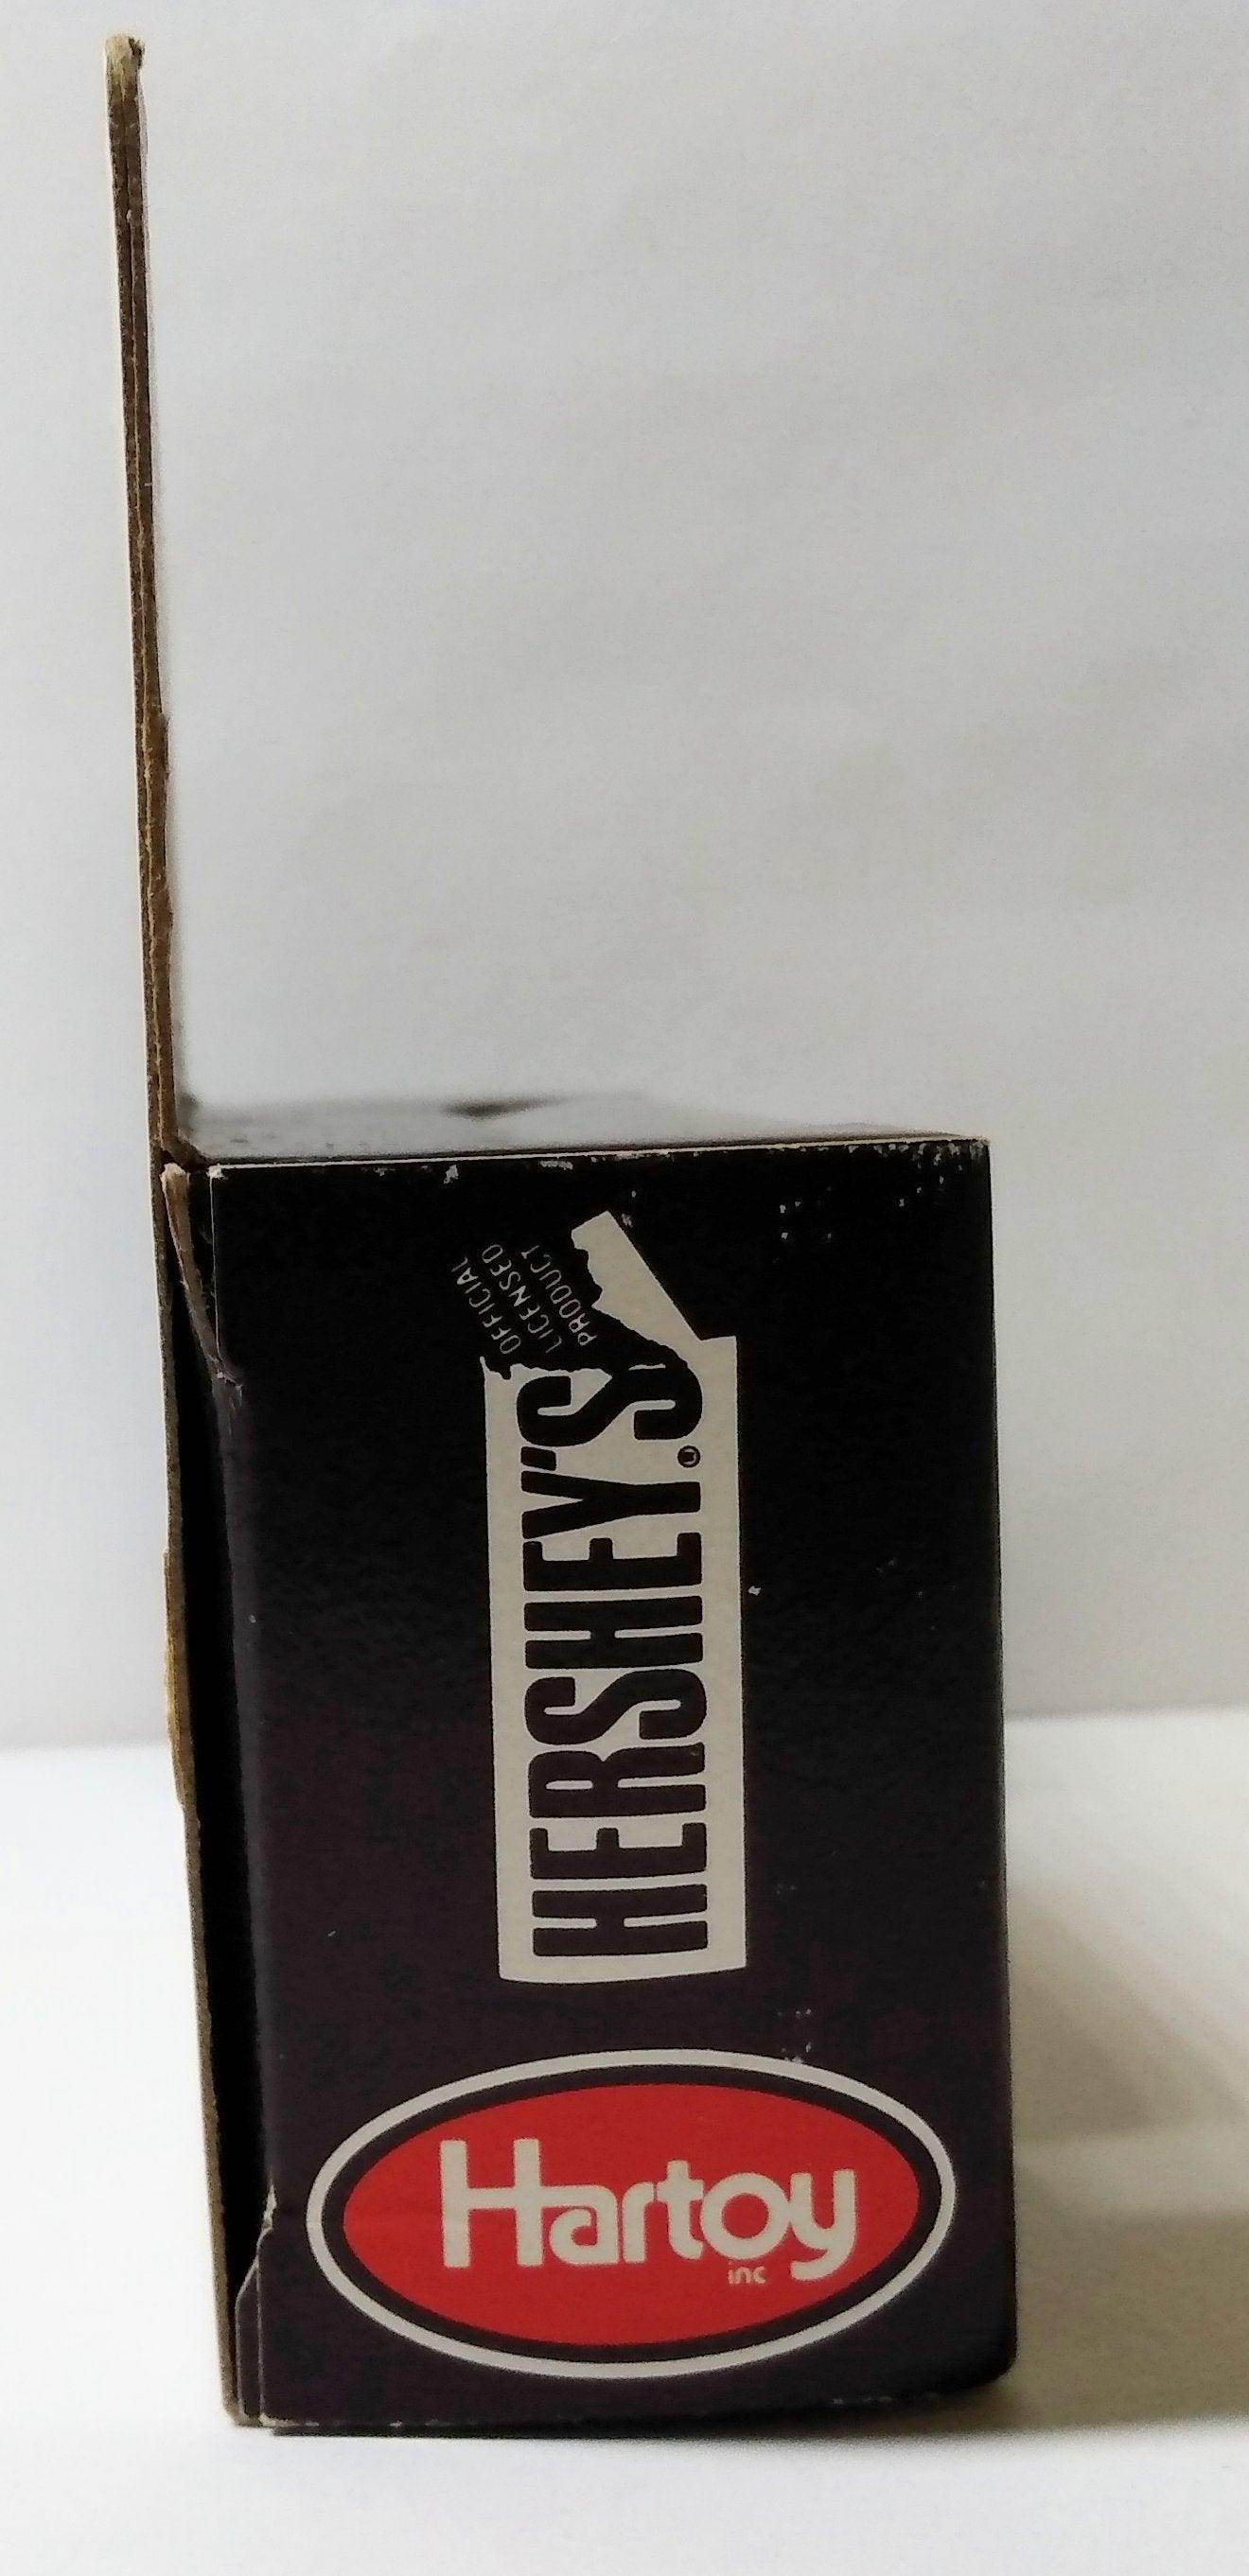 OFFICIAL
LICENSED
PRODUCT
HERSHEY'S
Hartoy
inc